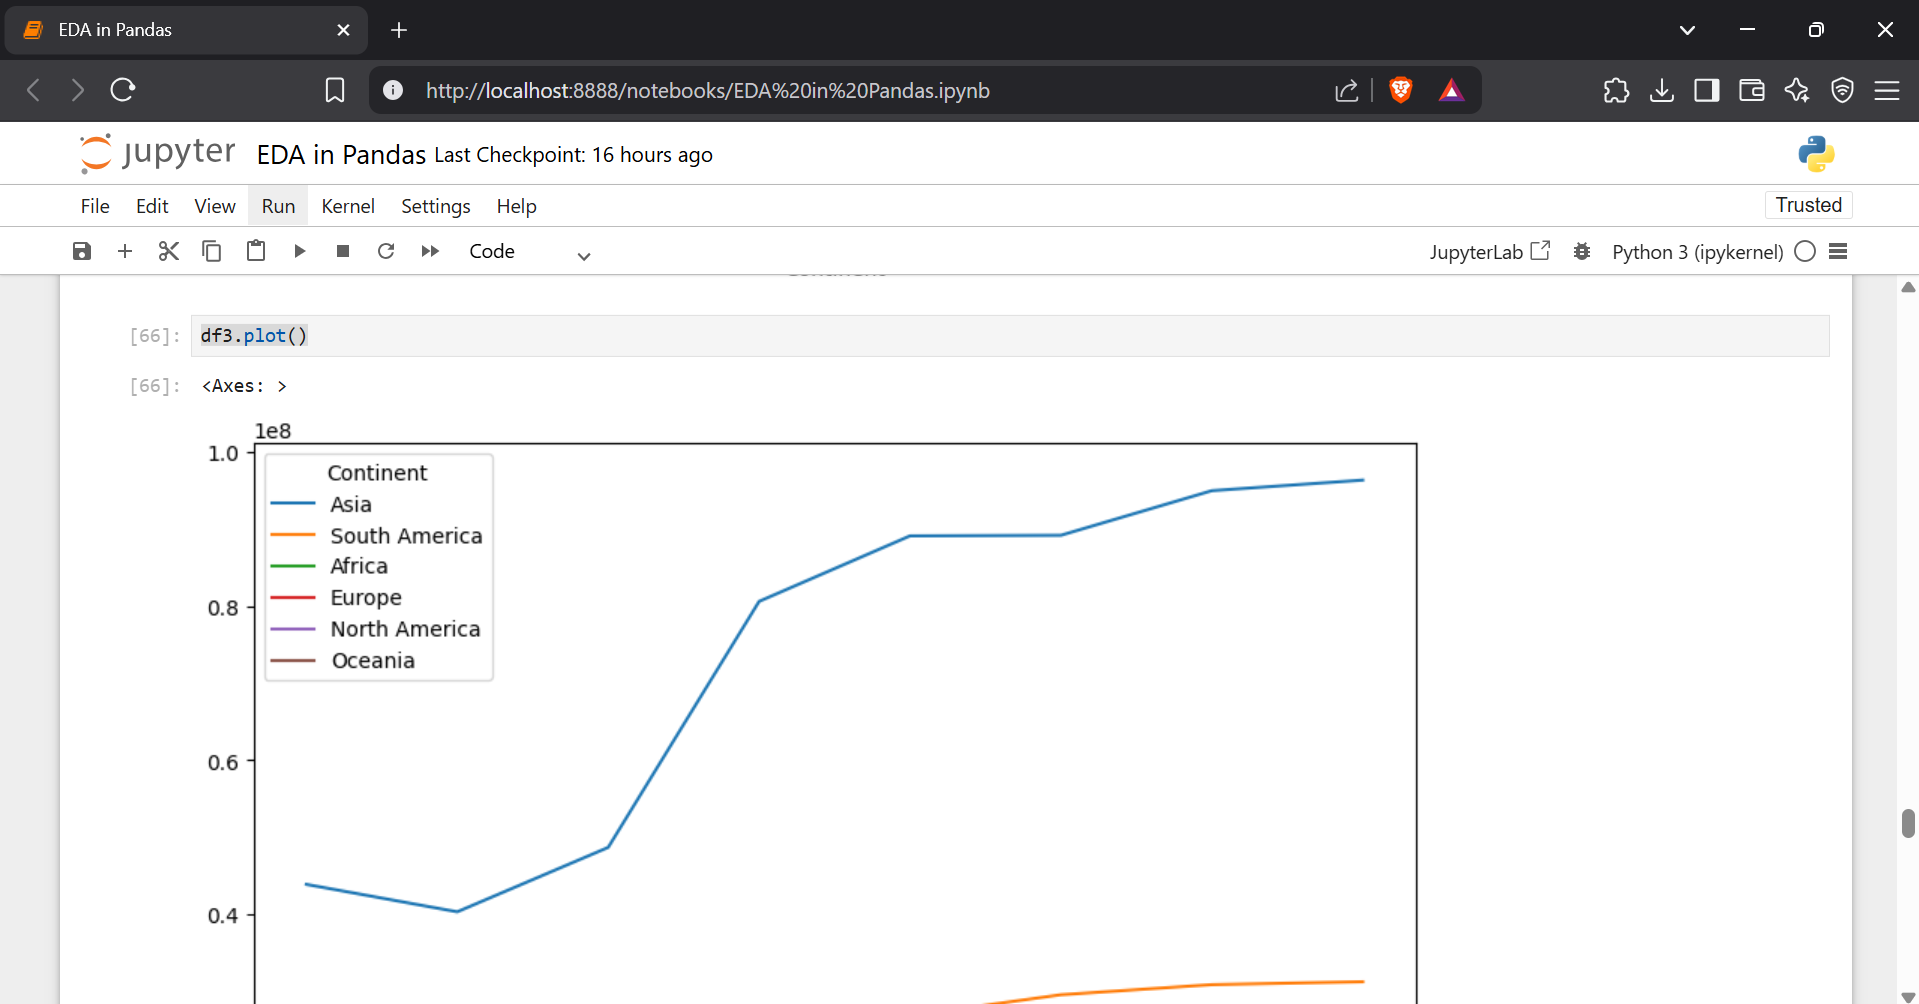 EDA in Pandas
http://localhost:8888/notebooks/EDA%20in%20Pandas.ipynb
jupyter EDA in Pandas Last Checkpoint: 16 hours ago
File Edit View Run Kernel Settings Help Trusted
Code JupyterLab Python 3 (ipykernel)
[66]: df3.plot()
[66]: <Axes: >
1e8
1.0
Continent
Asia
South America
Africa
Europe
North America
Oceania
0.8
0.6
0.4